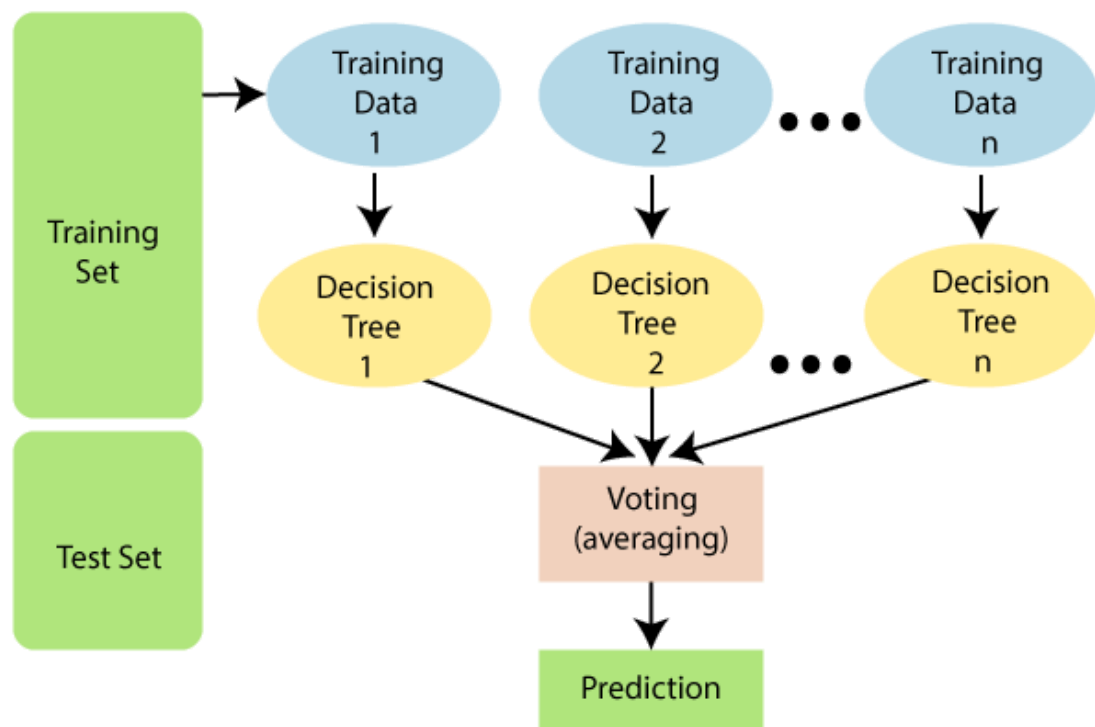 Training
Set
Test Set
Training
Data
1
Training
Data
2
Training
Data
n
Decision
Tree
1
Decision
Tree
2
Decision
Tree
n
Voting
(averaging)
Prediction